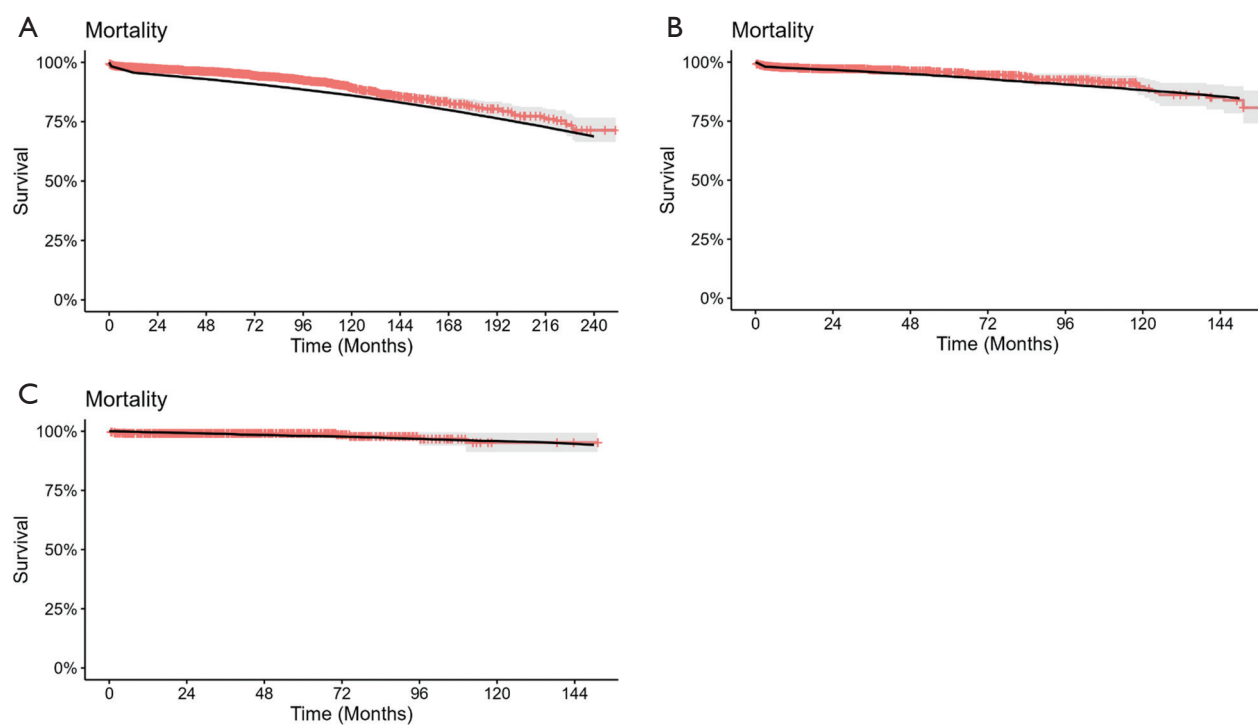 A
Mortality
100%
75%
50%
25%
0%
Survival
0 24 48 72 96 120 144 168 192 216 240
Time (Months)
B
Mortality
100%
75%
50%
25%
0%
Survival
0 24 48 72 96 120 144
Time (Months)
C
Mortality
100%
75%
50%
25%
0%
Survival
0 24 48 72 96 120 144
Time (Months)